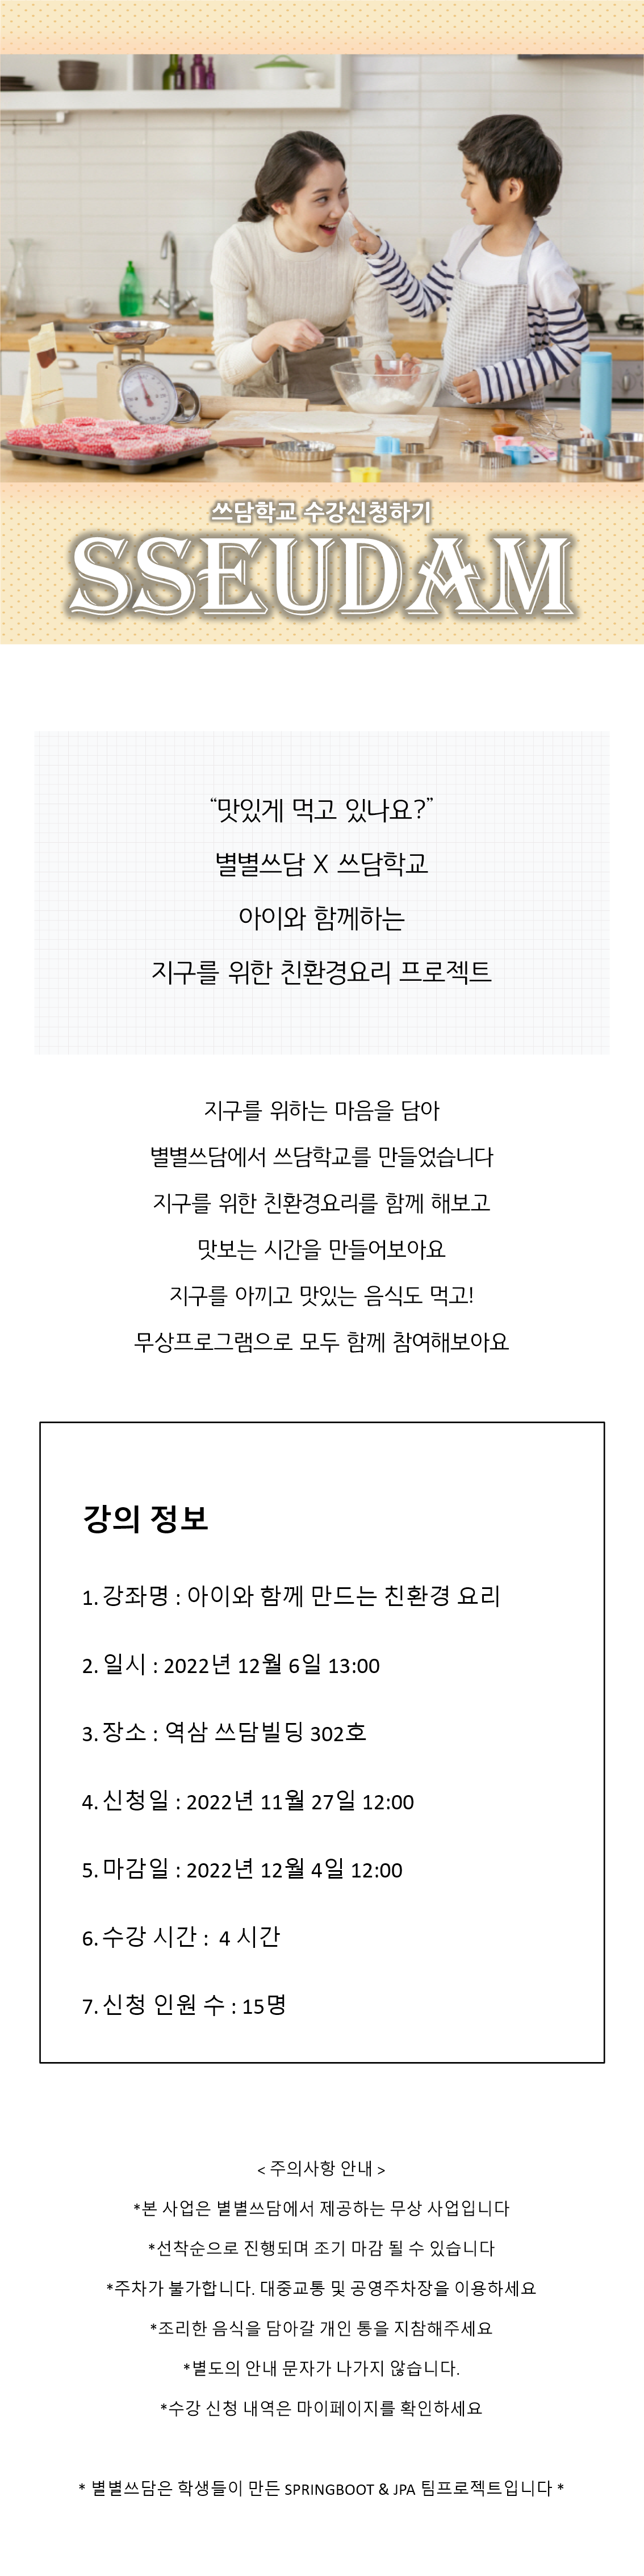 쓰담학교 수강신청하기
SSEUDAM
“맛있게 먹고 있나요?”
별별쓰담 X 쓰담학교
아이와 함께하는
지구를 위한 친환경요리 프로젝트
지구를 위하는 마음을 담아
별별쓰담에서 쓰담학교를 만들었습니다
지구를 위한 친환경요리를 함께 해보고
맛보는 시간을 만들어보아요
지구를 아끼고 맛있는 음식도 먹고!
무상프로그램으로 모두 함께 참여해보아요
강의 정보
1. 강좌명 : 아이와 함께 만드는 친환경 요리
2. 일시 : 2022년 12월 6일 13:00
3. 장소 : 역삼 쓰담빌딩 302호
4. 신청일 : 2022년 11월 27일 12:00
5. 마감일 : 2022년 12월 4일 12:00
6. 수강 시간 : 4 시간
7. 신청 인원 수 : 15명
< 주의사항 안내 >
*본 사업은 별별쓰담에서 제공하는 무상 사업입니다
*선착순으로 진행되며 조기 마감 될 수 있습니다
*주차가 불가합니다. 대중교통 및 공영주차장을 이용하세요
*조리한 음식을 담아갈 개인 통을 지참해주세요
*별도의 안내 문자가 나가지 않습니다.
*수강 신청 내역은 마이페이지를 확인하세요
* 별별쓰담은 학생들이 만든 SPRINGBOOT & JPA 팀프로젝트입니다 *